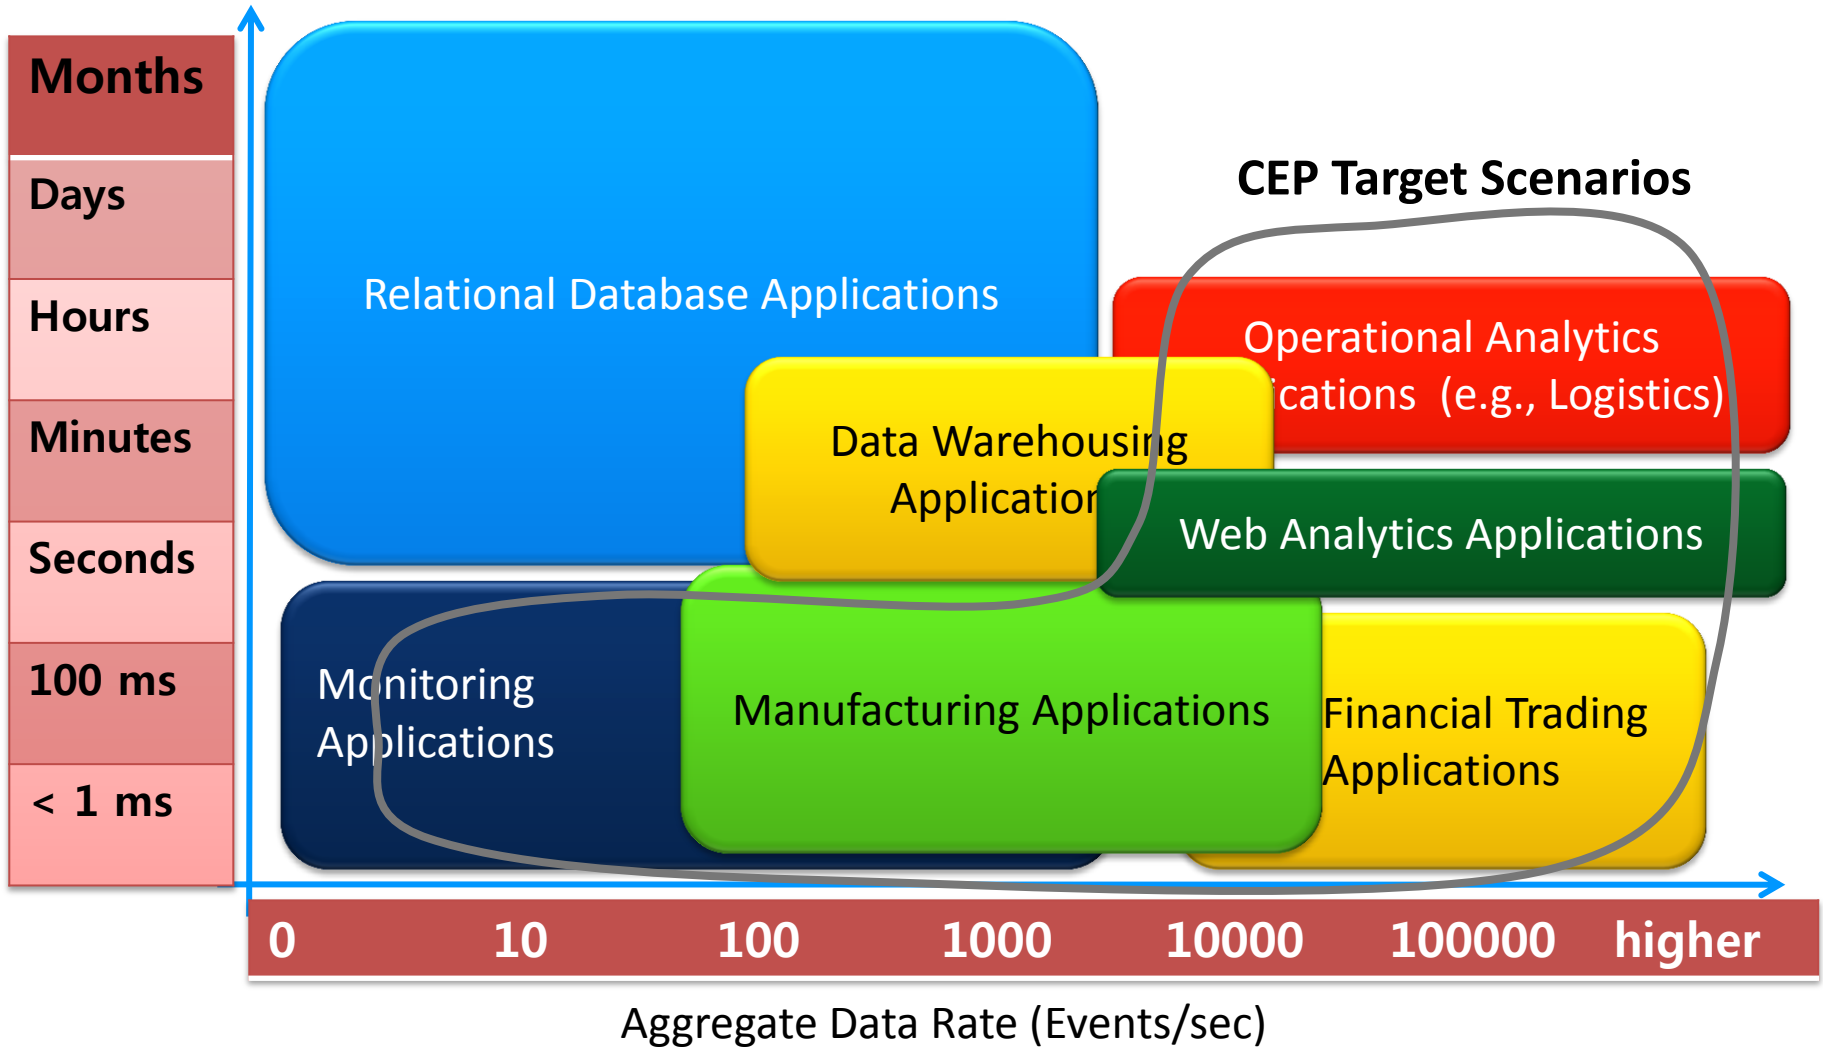 Months
Days
Hours
Minutes
Seconds
100 ms
< 1 ms
Relational Database Applications
CEP Target Scenarios
Operational Analytics
ications (e.g., Logistics)
Data Warehousing
Application
Web Analytics Applications
Monitoring
Applications
Manufacturing Applications
Financial Trading
Applications
0 10 100 1000 10000 100000 higher
Aggregate Data Rate (Events/sec)